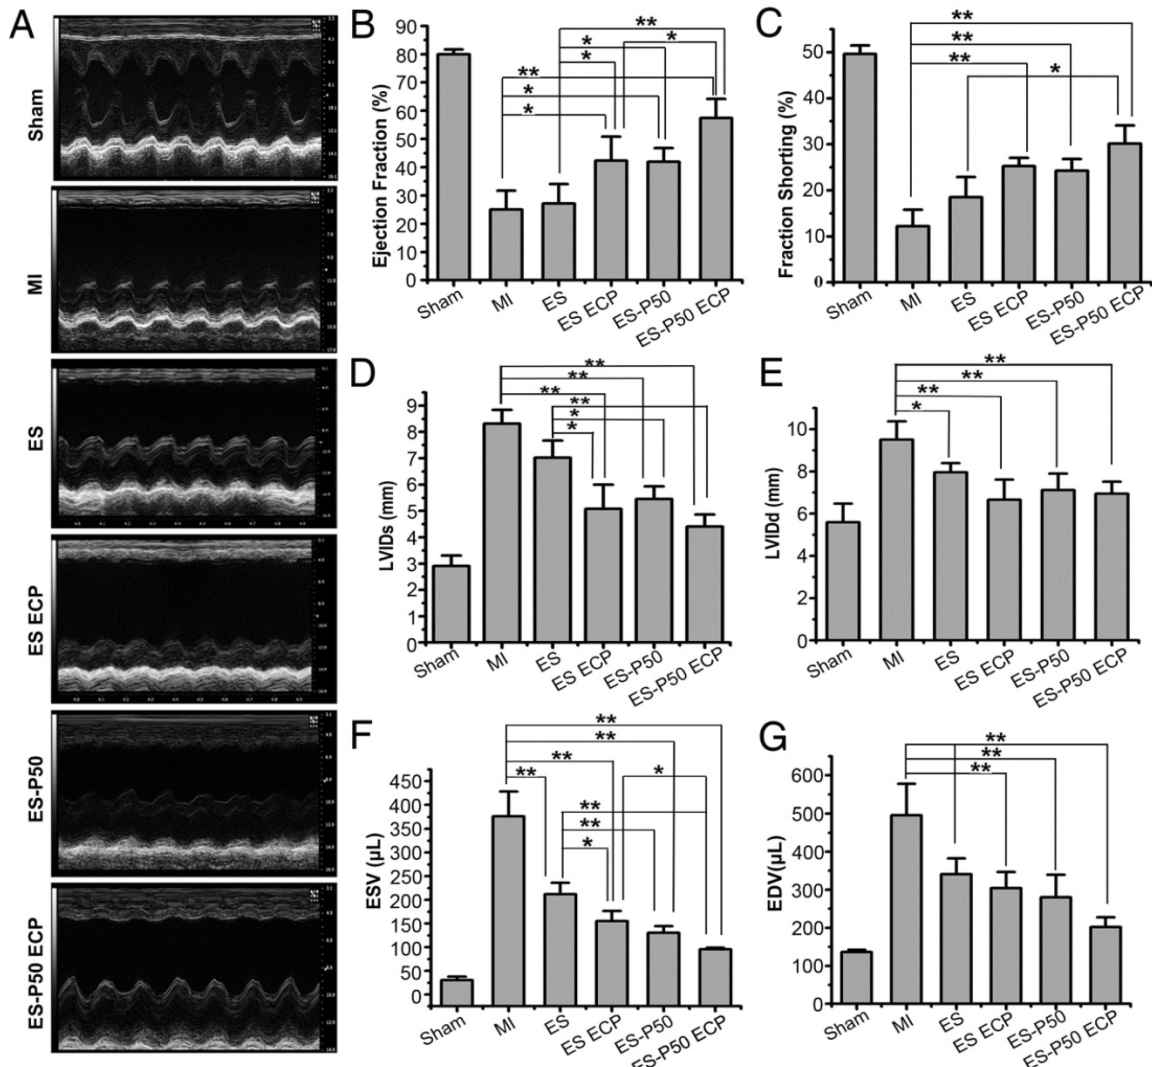 A
Sham
MI
ES
ES ECP
ES-P50
ES-P50 ECP
B
Ejection Fraction (%)
90
80
70
60
50
40
30
20
10
0
**
*
*
*
**
*
*
Sham
MI
ES
ES ECP
ES-P50
ES-P50 ECP
C
Fraction Shorting (%)
50
40
30
20
10
0
**
**
**
*
Sham
MI
ES
ES ECP
ES-P50
ES-P50 ECP
D
LVIDs (mm)
9
8
7
6
5
4
3
2
1
0
**
**
**
**
*
*
Sham
MI
ES
ES ECP
ES-P50
ES-P50 ECP
E
LVIDd (mm)
10
8
6
4
2
0
**
**
**
*
Sham
MI
ES
ES ECP
ES-P50
ES-P50 ECP
F
ESV (µL)
450
400
350
300
250
200
150
100
50
0
**
**
**
**
*
**
**
*
Sham
MI
ES
ES ECP
ES-P50
ES-P50 ECP
G
EDV(µL)
600
500
400
300
200
100
0
**
**
**
Sham
MI
ES
ES ECP
ES-P50
ES-P50 ECP